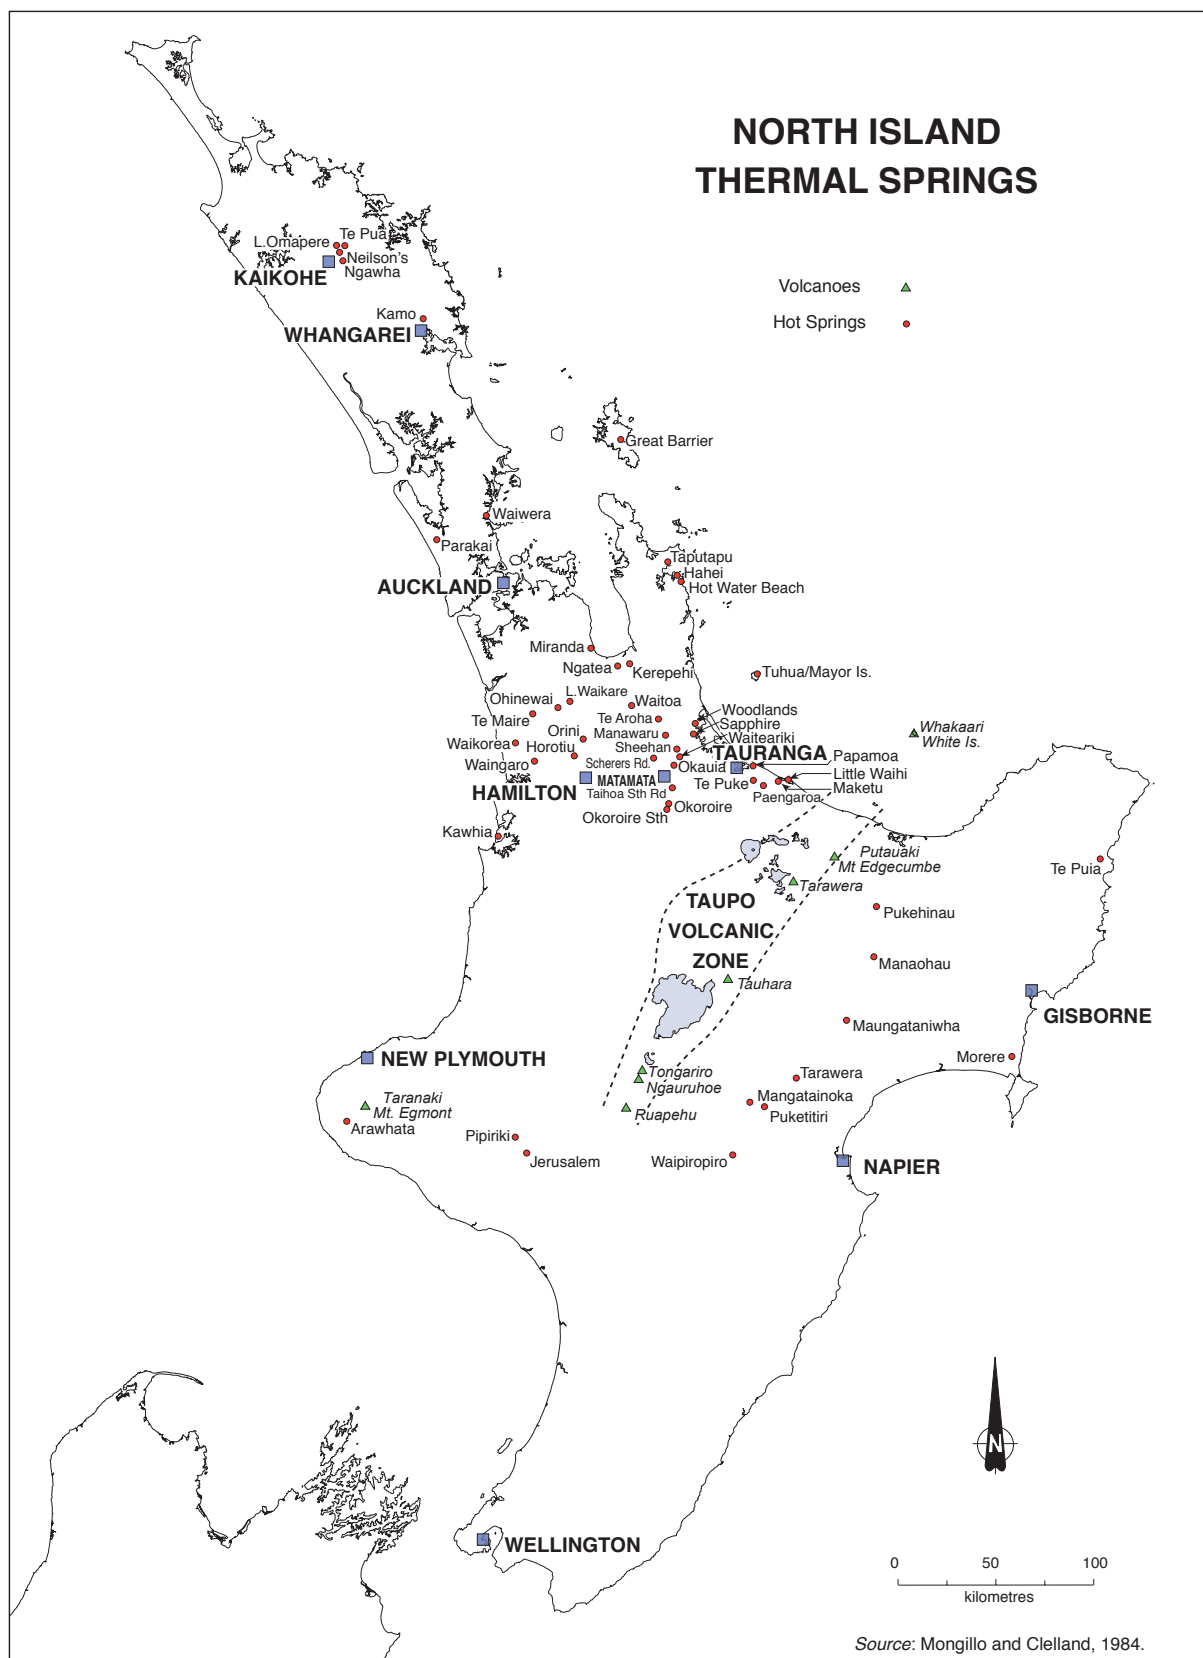 NORTH ISLAND
THERMAL SPRINGS
Volcanoes
Hot Springs
L.Omapere
Te Pua
Neilson's
Ngawha
KAIKOHE
Kamo
WHANGAREI
Great Barrier
Waiwera
Parakai
AUCKLAND
Taputapu
Hahei
Hot Water Beach
Miranda
Ngatea
Kerepehi
Tuhua/Mayor Is.
L.Waikare
Ohinewai
Waitoa
Te Maire
Te Aroha
Woodlands
Sapphire
Waiteariki
Orini
Manawaru
Waikorea
Horotiu
Sheehan
TAURANGA
Whakaari
White Is.
Waingaro
Scherers Rd.
Okauia
Papamoa
HAMILTON
MATAMATA
Te Puke
Little Waihi
Maketu
Taihoa Sth Rd
Paengaroa
Okoroire
Okoroire Sth
Kawhia
Putauaki
Mt Edgecumbe
Te Puia
Tarawera
TAUPO
VOLCANIC
ZONE
Pukehinau
Manaohau
Tauhara
GISBORNE
Maungataniwha
NEW PLYMOUTH
Morere
Tongariro
Ngauruhoe
Tarawera
Taranaki
Mt. Egmont
Mangatainoka
Ruapehu
Puketitiri
Arawhata
Pipiriki
Jerusalem
Waipiropiro
NAPIER
N
WELLINGTON
0 50 100
kilometres
Source: Mongillo and Clelland, 1984.